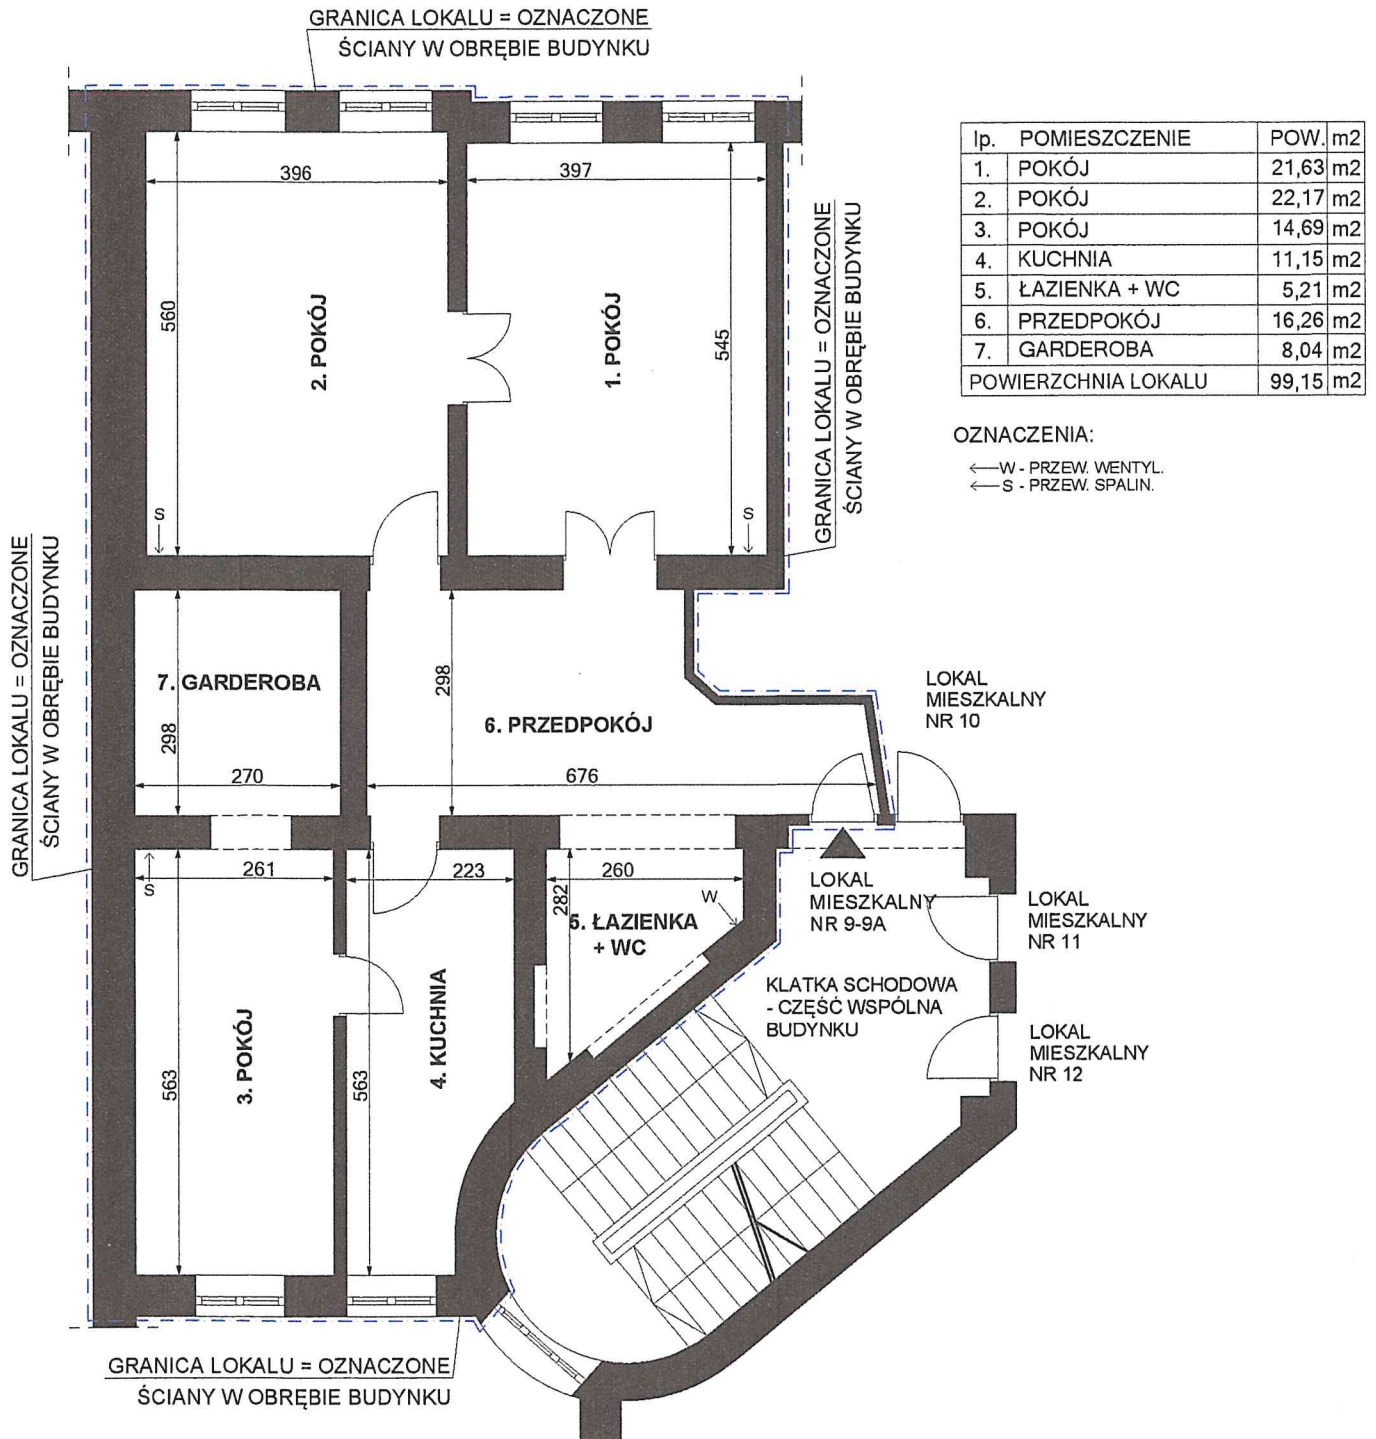 GRANICA LOKALU = OZNACZONE
ŚCIANY W OBRĘBIE BUDYNKU
lp. POMIESZCZENIE POW. m2
1. POKÓJ 21,63 m2
2. POKÓJ 22,17 m2
3. POKÓJ 14,69 m2
4. KUCHNIA 11,15 m2
5. ŁAZIENKA + WC 5,21 m2
6. PRZEDPOKÓJ 16,26 m2
7. GARDEROBA 8,04 m2
POWIERZCHNIA LOKALU 99,15 m2
OZNACZENIA:
W - PRZEW. WENTYL.
S - PRZEW. SPALIN.
396
397
560
2. POKÓJ
1. POKÓJ
545
GRANICA LOKALU = OZNACZONE
ŚCIANY W OBRĘBIE BUDYNKU
S
S
GRANICA LOKALU = OZNACZONE
ŚCIANY W OBRĘBIE BUDYNKU
7. GARDEROBA
298
270
298
6. PRZEDPOKÓJ
676
LOKAL
MIESZKALNY
NR 10
S
261
223
260
282
W
5. ŁAZIENKA
+ WC
LOKAL
MIESZKALNY
NR 9-9A
LOKAL
MIESZKALNY
NR 11
KLATKA SCHODOWA
- CZĘŚĆ WSPÓLNA
BUDYNKU
LOKAL
MIESZKALNY
NR 12
563
3. POKÓJ
563
4. KUCHNIA
GRANICA LOKALU = OZNACZONE
ŚCIANY W OBRĘBIE BUDYNKU